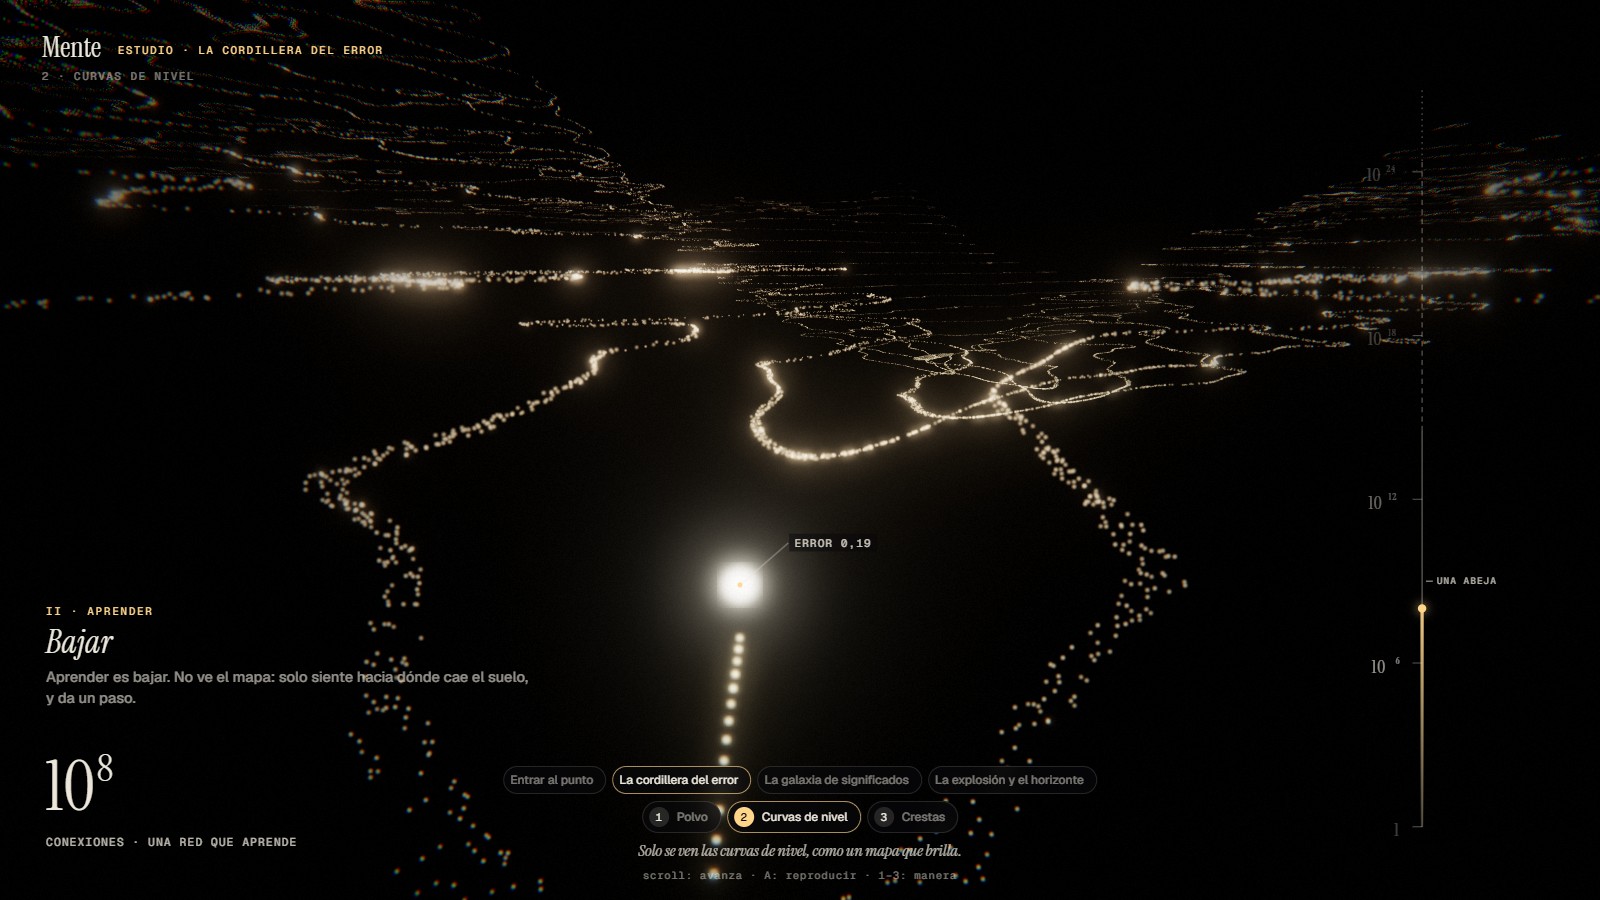 Mente ESTUDIO · LA CORDILLERA DEL ERROR
2 · CURVAS DE NIVEL
10 24
10 18
10 12
ERROR 0,19
UNA ABEJA
II · APRENDER
Bajar
10 6
Aprender es bajar. No ve el mapa: solo siente hacia dónde cae el suelo,
y da un paso.
10 8
Entrar al punto La cordillera del error La galaxia de significados La explosión y el horizonte
1 Polvo 2 Curvas de nivel 3 Crestas
1
CONEXIONES · UNA RED QUE APRENDE
Solo se ven las curvas de nivel, como un mapa que brilla.
scroll: avanza · A: reproducir · 1–3: manera